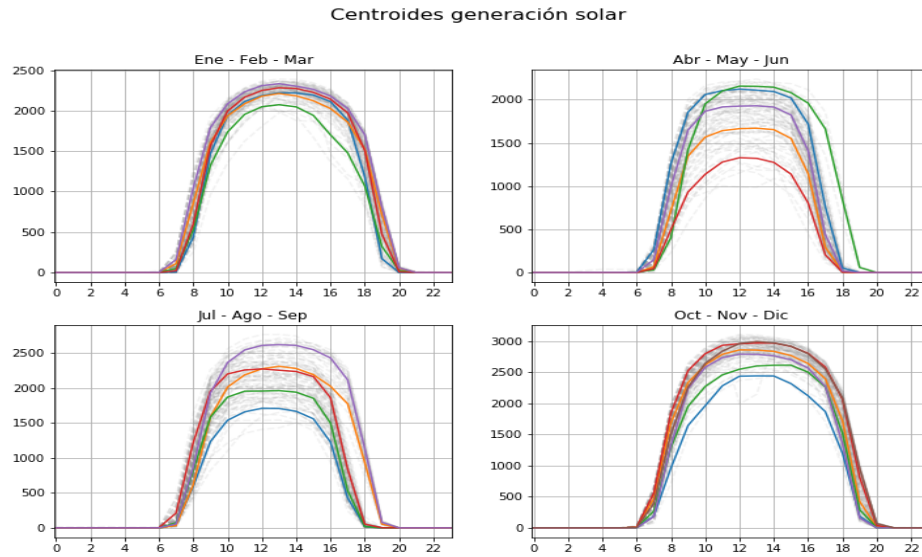 Centroides generación solar
Ene - Feb - Mar
2500
2000
1500
1000
500
0
0 2 4 6 8 10 12 14 16 18 20 22
Abr - May - Jun
2000
1500
1000
500
0
0 2 4 6 8 10 12 14 16 18 20 22
Jul - Ago - Sep
2500
2000
1500
1000
500
0
0 2 4 6 8 10 12 14 16 18 20 22
Oct - Nov - Dic
3000
2500
2000
1500
1000
500
0
0 2 4 6 8 10 12 14 16 18 20 22